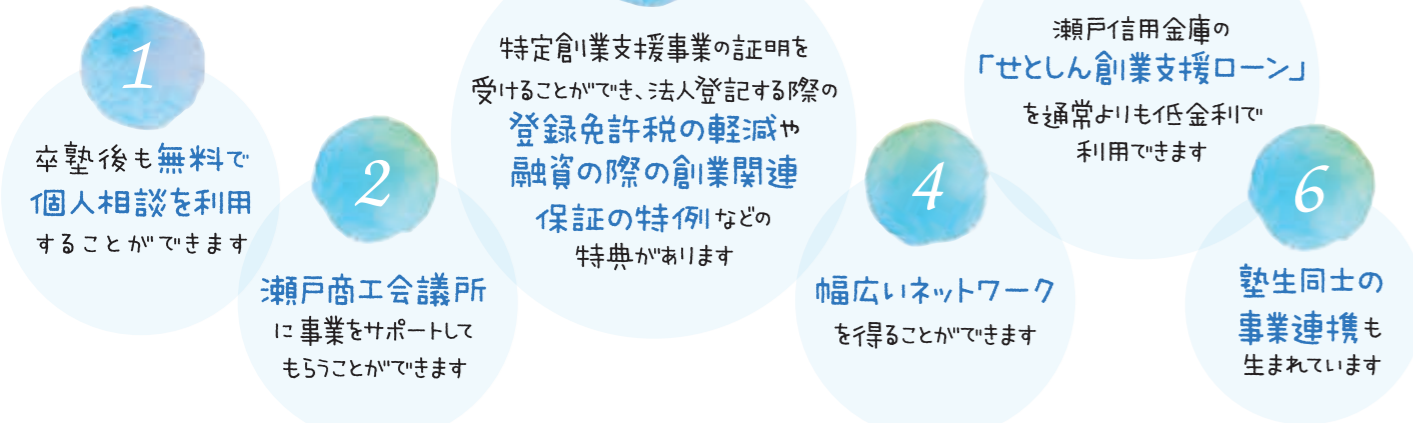 1
卒塾後も無料で
個人相談を利用
することができます
2
瀬戸商工会議所
に事業をサポートして
もらうことができます
特定創業支援事業の証明を
受けることができ、法人登記する際の
登録免許税の軽減や
融資の際の創業関連
保証の特例などの
特典があります
4
幅広いネットワーク
を得ることができます
瀬戸信用金庫の
「せとしん創業支援ローン」
を通常よりも低金利で
利用できます
6
塾生同士の
事業連携も
生まれています